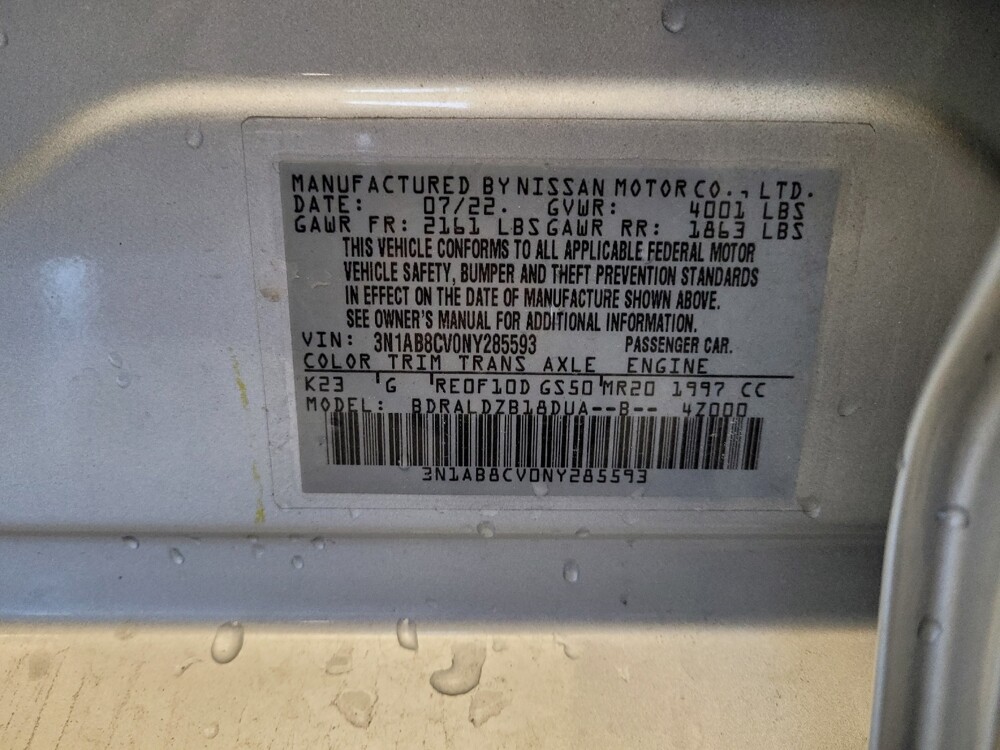 MANUFACTURED BY NISSAN MOTOR CO., LTD.
DATE: 07/22. GVWR: 4001 LBS
GAWR FR: 2161 LBS GAWR RR: 1863 LBS
THIS VEHICLE CONFORMS TO ALL APPLICABLE FEDERAL MOTOR
VEHICLE SAFETY, BUMPER AND THEFT PREVENTION STANDARDS
IN EFFECT ON THE DATE OF MANUFACTURE SHOWN ABOVE.
SEE OWNER'S MANUAL FOR ADDITIONAL INFORMATION.
VIN: 3N1AB8CV0NY285593 PASSENGER CAR.
COLOR TRIM TRANS AXLE ENGINE
K23 G RE0F10D GS50 MR20 1997 CC
MODEL: BDRALDZB18DUA--B-- 4Z000
3N1AB8CV0NY285593